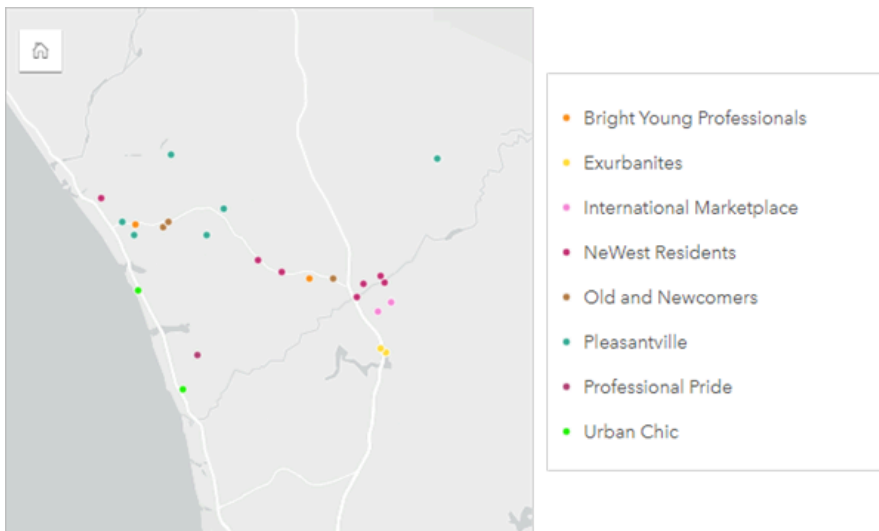 Bright Young Professionals
Exurbanites
International Marketplace
NeWest Residents
Old and Newcomers
Pleasantville
Professional Pride
Urban Chic